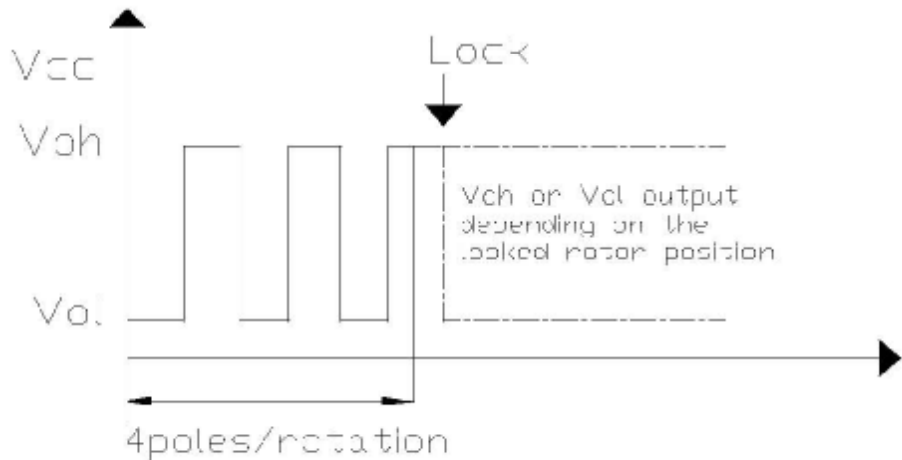 Vcc
Lock
Voh
Voh or Vol output
depending on the
locked rotor position
Vol
4poles/rotation